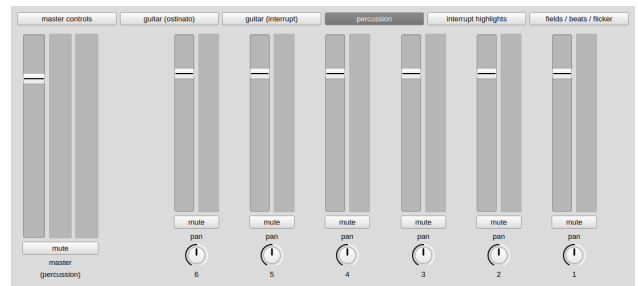 master controls
guitar (ostinato)
guitar (interrupt)
percussion
interrupt highlights
fields / beats / flicker
mute
mute
mute
mute
mute
mute
pan
pan
pan
pan
pan
pan
mute
master
(percussion)
6
5
4
3
2
1